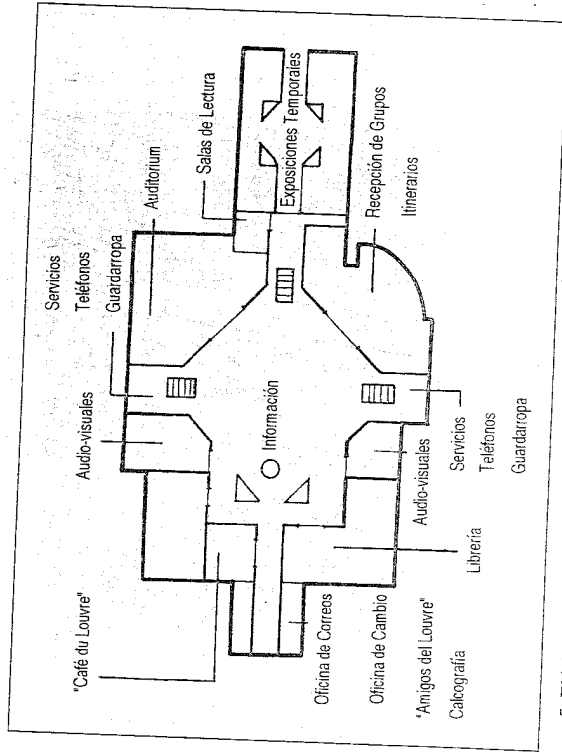 Servicios
Teléfonos
Guardarropa
Auditorium
Salas de Lectura
"Café du Louvre"
Audio-visuales
Información
Exposiciones Temporales
Recepción de Grupos
Itinerarios
Oficina de Correos
Oficina de Cambio
"Amigos del Louvre"
Calcografía
Librería
Audio-visuales
Servicios
Teléfonos
Guardarropa